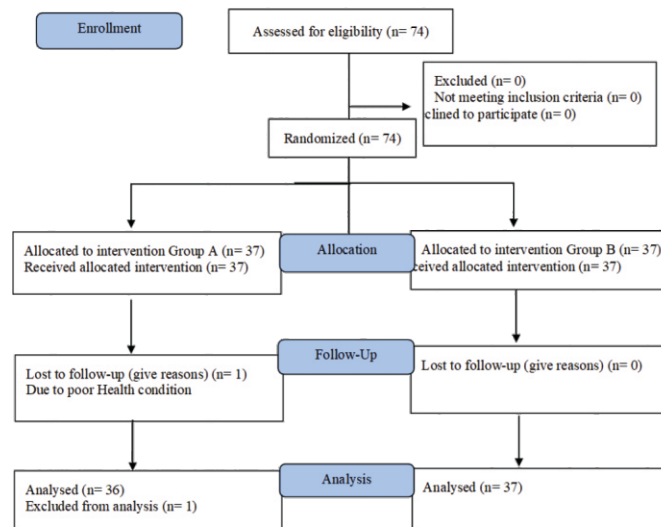 Enrollment
Assessed for eligibility (n= 74)
Excluded (n= 0)
Not meeting inclusion criteria (n= 0)
clined to participate (n= 0)
Randomized (n= 74)
Allocated to intervention Group A (n= 37)
Received allocated intervention (n= 37)
Allocation
Allocated to intervention Group B (n= 37)
ceived allocated intervention (n= 37)
Follow-Up
Lost to follow-up (give reasons) (n= 1)
Due to poor Health condition
Lost to follow-up (give reasons) (n= 0)
Analysis
Analysed (n= 36)
Excluded from analysis (n= 1)
Analysed (n= 37)